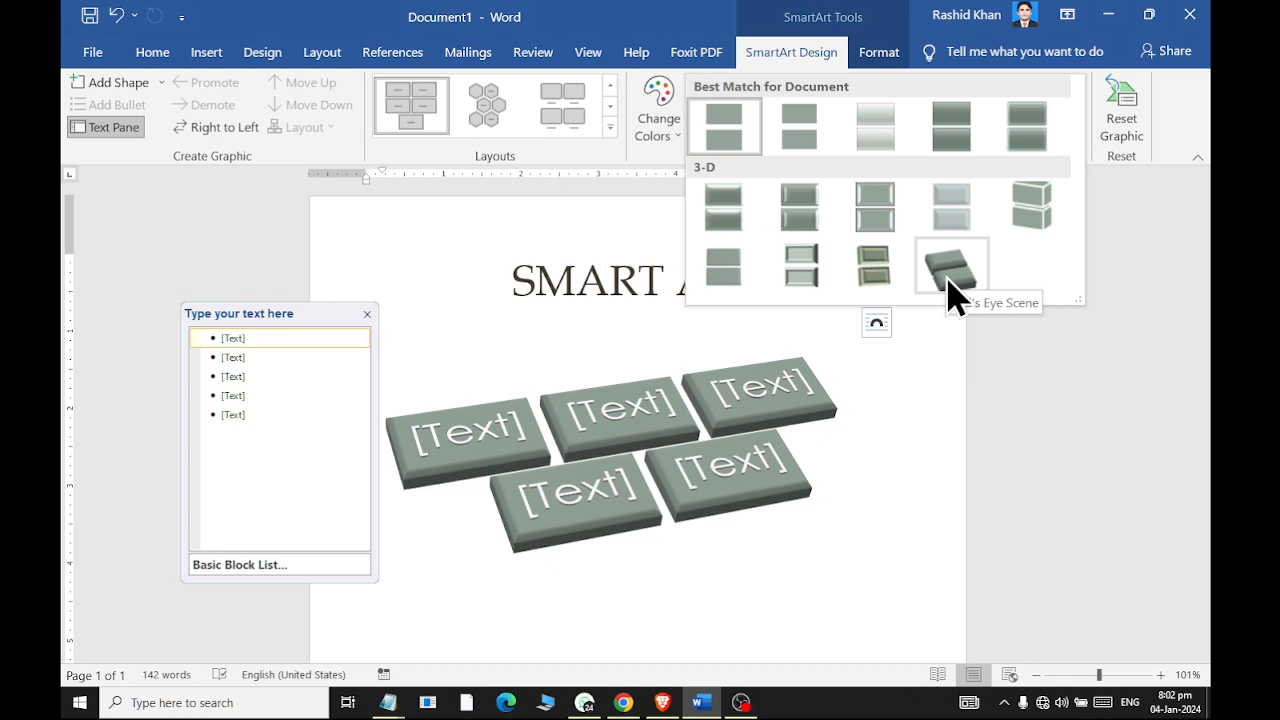 Document1 - Word
SmartArt Tools
Rashid Khan
File
Home
Insert
Design
Layout
References
Mailings
Review
View
Help
Foxit PDF
SmartArt Design
Format
Tell me what you want to do
Share
Add Shape
Promote
Move Up
Add Bullet
Demote
Move Down
Text Pane
Right to Left
Layout
Create Graphic
Layouts
Change
Colors
Best Match for Document
3-D
's Eye Scene
Reset
Graphic
Reset
SMART
Type your text here
[Text]
[Text]
[Text]
[Text]
[Text]
Basic Block List...
[Text]
[Text]
[Text]
[Text]
[Text]
Page 1 of 1
142 words
English (United States)
101%
Type here to search
24
ENG
8:02 pm
04-Jan-2024